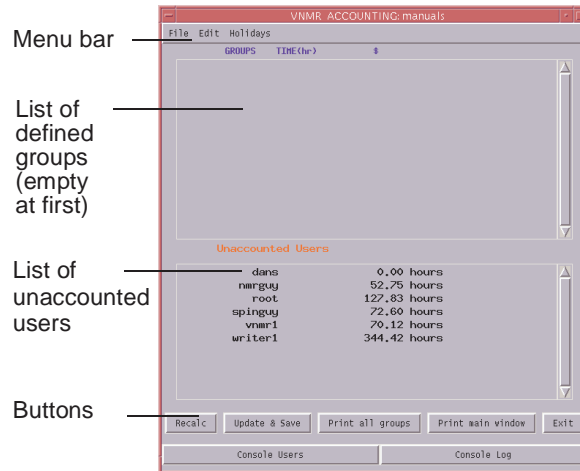 VNMR ACCOUNTING: manuals
Menu bar
File Edit Holidays
GROUPS TIME(hr) $
List of
defined
groups
(empty
at first)
Unaccounted Users
List of
unaccounted
users
dans 0.00 hours
nmrguy 52.75 hours
root 127.83 hours
spinguy 72.60 hours
vnmr1 70.12 hours
writer1 344.42 hours
Buttons
Recalc Update & Save Print all groups Print main window Exit
Console Users Console Log